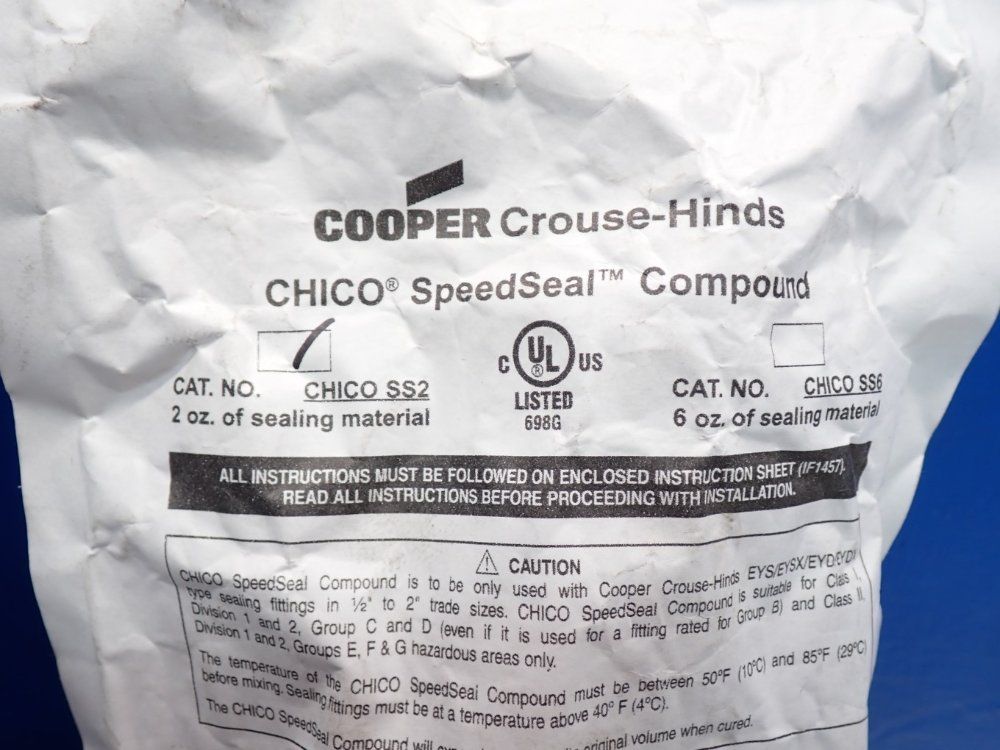 COOPER Crouse-Hinds
CHICO® SpeedSeal™ Compound
CAT. NO. CHICO SS2
2 oz. of sealing material
C UL® US
LISTED
698G
CAT. NO. CHICO SS6
6 oz. of sealing material
ALL INSTRUCTIONS MUST BE FOLLOWED ON ENCLOSED INSTRUCTION SHEET (IF1457).
READ ALL INSTRUCTIONS BEFORE PROCEEDING WITH INSTALLATION.
⚠ CAUTION
CHICO SpeedSeal Compound is to be only used with Cooper Crouse-Hinds EYS/EYSX/EYD/EYDX
type sealing fittings in ½" to 2" trade sizes. CHICO SpeedSeal Compound is suitable for Class I,
Division 1 and 2, Group C and D (even if it is used for a fitting rated for Group B) and Class II,
Division 1 and 2, Groups E, F & G hazardous areas only.
The temperature of the CHICO SpeedSeal Compound must be between 50°F (10°C) and 85°F (29°C)
before mixing. Sealing fittings must be at a temperature above 40° F (4°C).
The CHICO SpeedSeal Compound will original volume when cured.